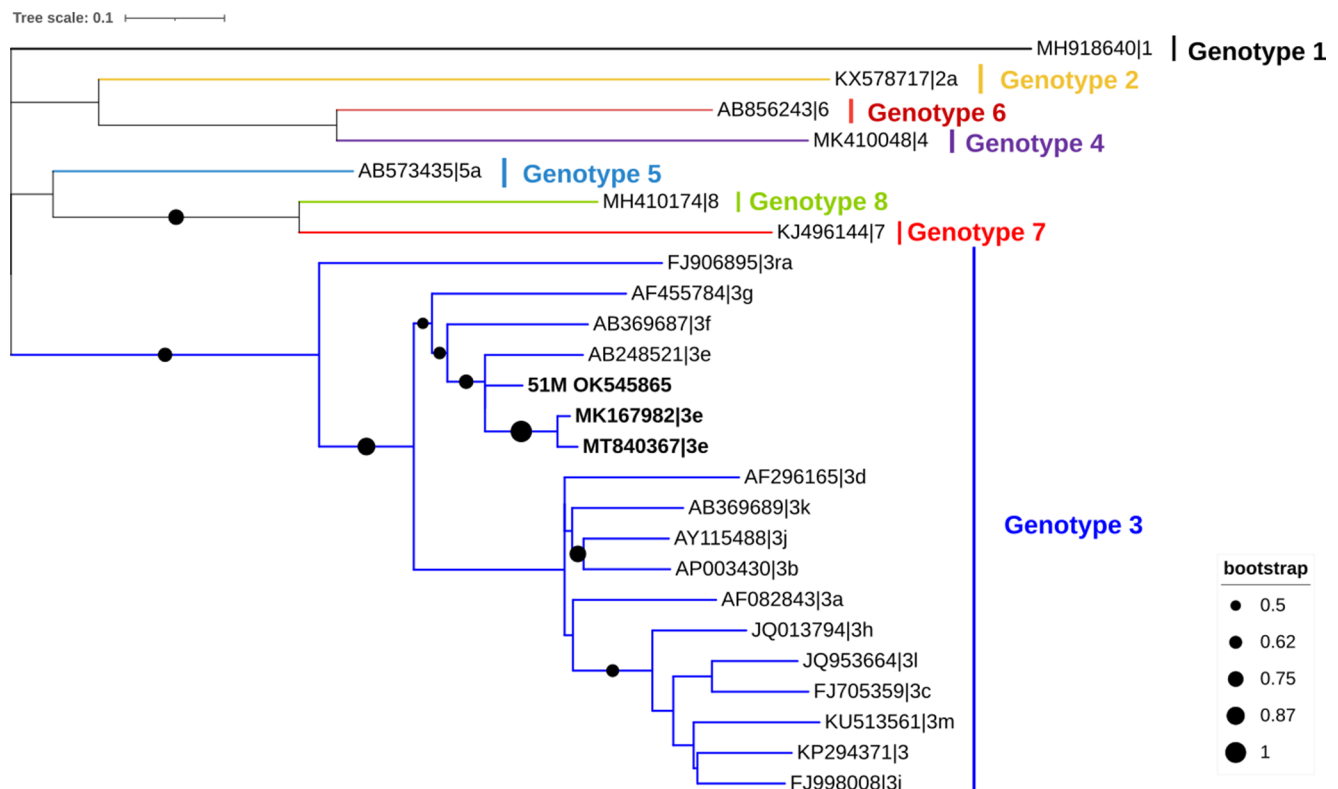 Tree scale: 0.1
MH918640|1 Genotype 1
KX578717|2a Genotype 2
AB856243|6 Genotype 6
MK410048|4 Genotype 4
AB573435|5a Genotype 5
MH410174|8 Genotype 8
KJ496144|7 Genotype 7
FJ906895|3ra
AF455784|3g
AB369687|3f
AB248521|3e
51M OK545865
MK167982|3e
MT840367|3e
AF296165|3d
AB369689|3k
Genotype 3
AY115488|3j
AP003430|3b
AF082843|3a
JQ013794|3h
JQ953664|3l
FJ705359|3c
KU513561|3m
KP294371|3
FJ998008|3i
bootstrap
0.5
0.62
0.75
0.87
1